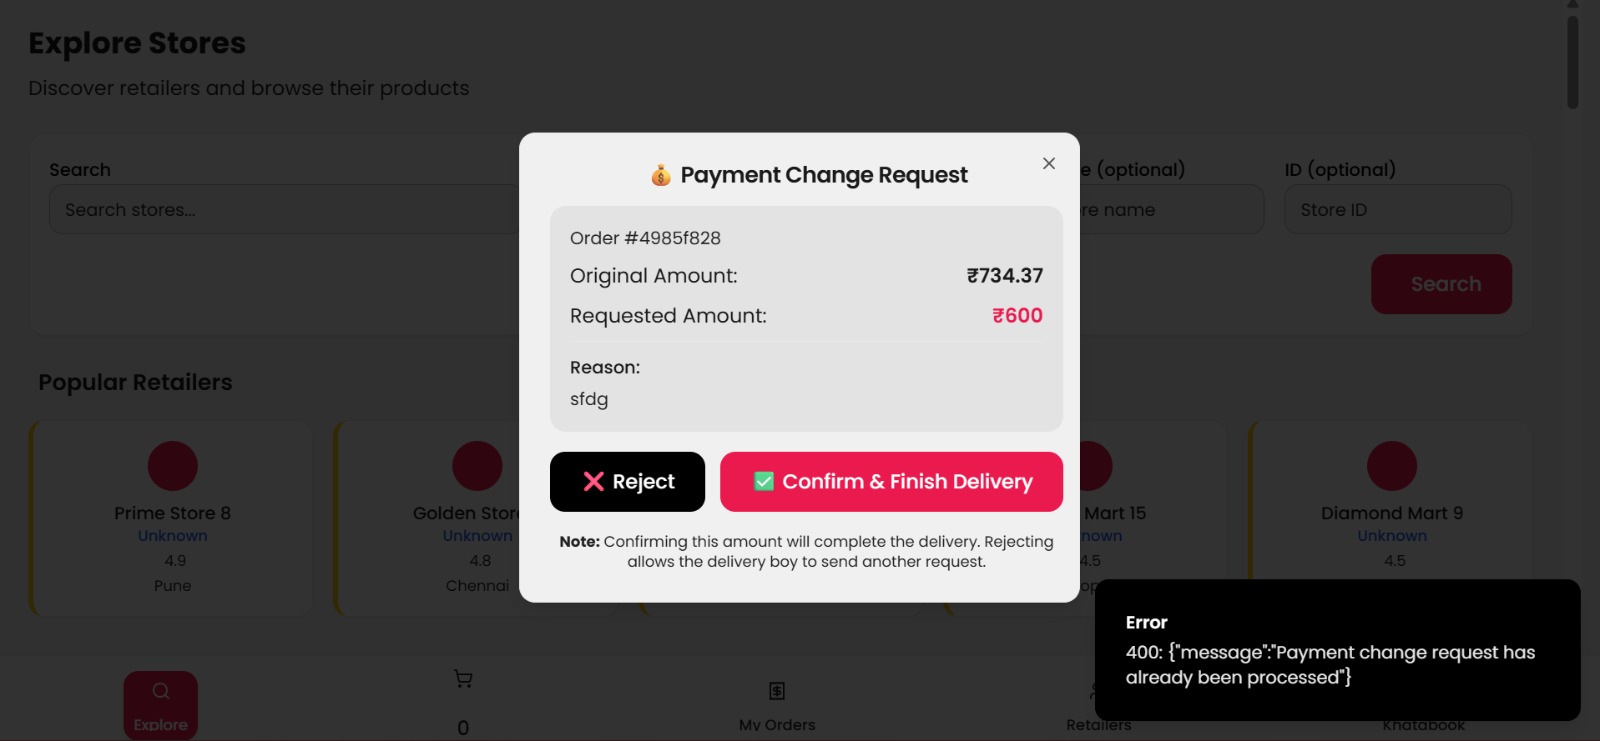 Explore Stores
Discover retailers and browse their products
Search
Search stores...
e (optional)
re name
ID (optional)
Store ID
Search
💰 Payment Change Request
Order #4985f828
Original Amount: ₹734.37
Requested Amount: ₹600
Reason:
sfdg
❌ Reject
✅ Confirm & Finish Delivery
Note: Confirming this amount will complete the delivery. Rejecting
allows the delivery boy to send another request.
Popular Retailers
Prime Store 8
Unknown
4.9
Pune
Golden Stor
Unknown
4.8
Chennai
Mart 15
nown
4.5
op
Diamond Mart 9
Unknown
4.5
Error
400: {"message":"Payment change request has
already been processed"}
Explore
0
My Orders
Retailers
Khatabook